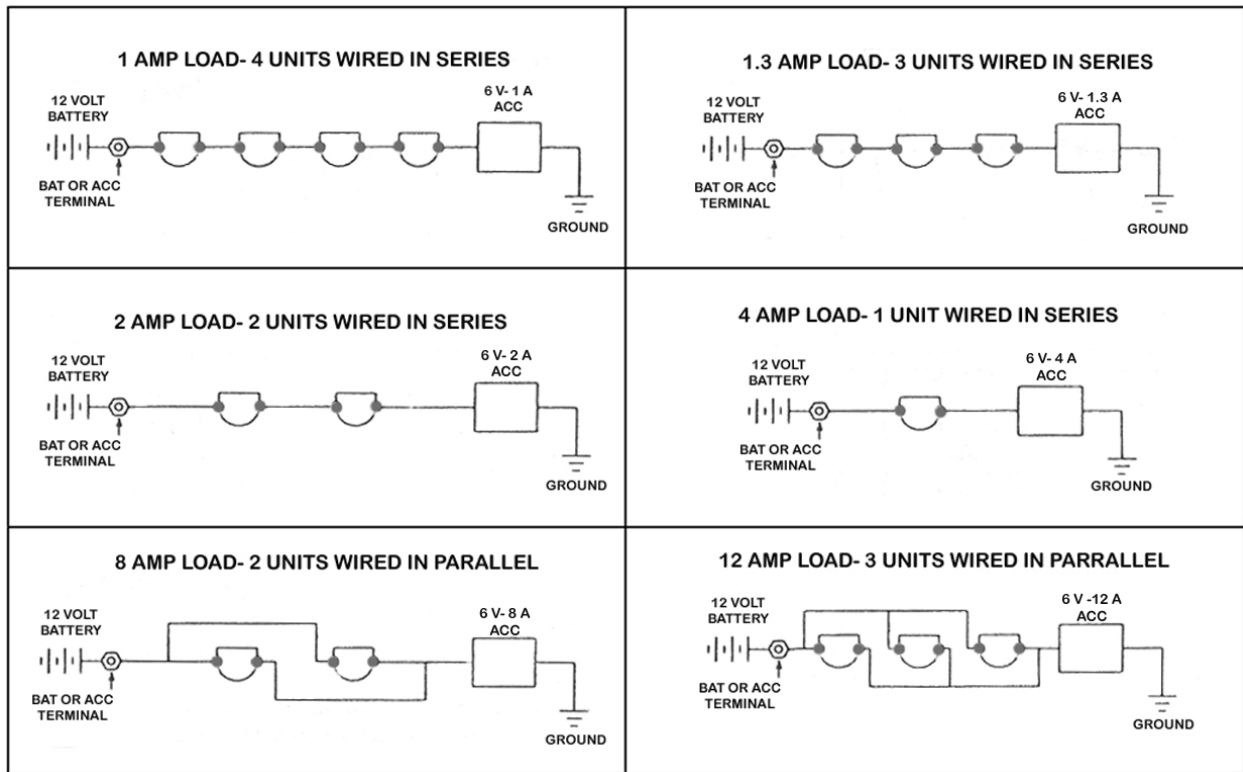 1 AMP LOAD- 4 UNITS WIRED IN SERIES
12 VOLT
BATTERY
6 V- 1 A
ACC
BAT OR ACC
TERMINAL
GROUND
1.3 AMP LOAD- 3 UNITS WIRED IN SERIES
12 VOLT
BATTERY
6 V- 1.3 A
ACC
BAT OR ACC
TERMINAL
GROUND
2 AMP LOAD- 2 UNITS WIRED IN SERIES
12 VOLT
BATTERY
6 V- 2 A
ACC
BAT OR ACC
TERMINAL
GROUND
4 AMP LOAD- 1 UNIT WIRED IN SERIES
12 VOLT
BATTERY
6 V- 4 A
ACC
BAT OR ACC
TERMINAL
GROUND
8 AMP LOAD- 2 UNITS WIRED IN PARALLEL
12 VOLT
BATTERY
6 V- 8 A
ACC
BAT OR ACC
TERMINAL
GROUND
12 AMP LOAD- 3 UNITS WIRED IN PARRALLEL
12 VOLT
BATTERY
6 V -12 A
ACC
BAT OR ACC
TERMINAL
GROUND